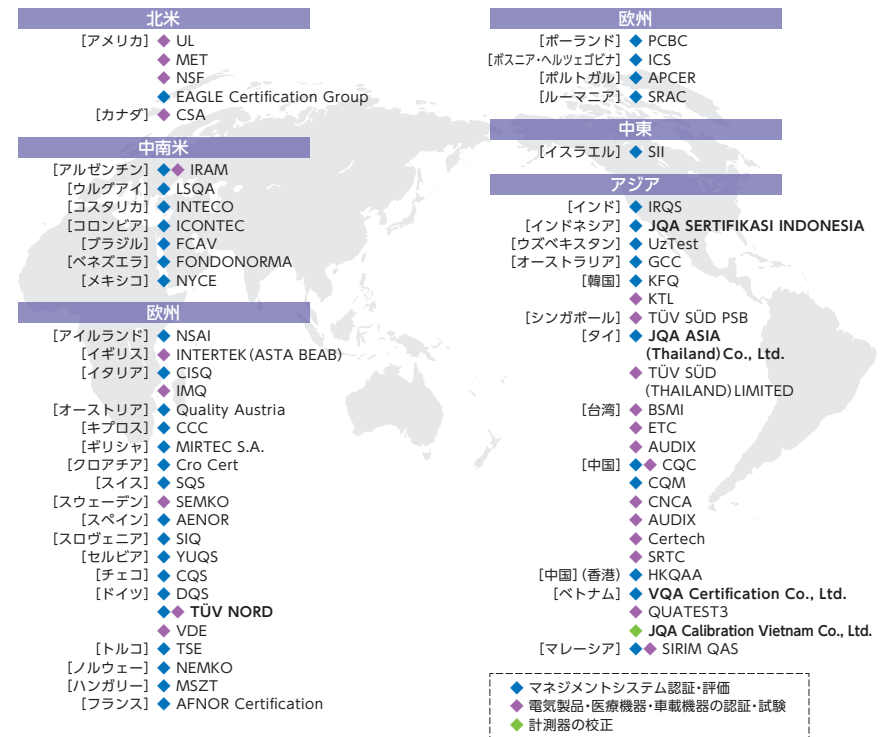 北米
[アメリカ] ◆ UL
◆ MET
◆ NSF
◆ EAGLE Certification Group
[カナダ] ◆ CSA
中南米
[アルゼンチン] ◆◆ IRAM
[ウルグアイ] ◆ LSQA
[コスタリカ] ◆ INTECO
[コロンビア] ◆ ICONTEC
[ブラジル] ◆ FCAV
[ベネズエラ] ◆ FONDONORMA
[メキシコ] ◆ NYCE
欧州
[アイルランド] ◆ NSAI
[イギリス] ◆ INTERTEK(ASTA BEAB)
[イタリア] ◆ CISQ
◆ IMQ
[オーストリア] ◆ Quality Austria
[キプロス] ◆ CCC
[ギリシャ] ◆ MIRTEC S.A.
[クロアチア] ◆ Cro Cert
[スイス] ◆ SQS
[スウェーデン] ◆ SEMKO
[スペイン] ◆ AENOR
[スロヴェニア] ◆ SIQ
[セルビア] ◆ YUQS
[チェコ] ◆ CQS
[ドイツ] ◆ DQS
◆◆ TÜV NORD
◆ VDE
[トルコ] ◆ TSE
[ノルウェー] ◆ NEMKO
[ハンガリー] ◆ MSZT
[フランス] ◆ AFNOR Certification
欧州
[ポーランド] ◆ PCBC
[ボスニア・ヘルツェゴビナ] ◆ ICS
[ポルトガル] ◆ APCER
[ルーマニア] ◆ SRAC
中東
[イスラエル] ◆ SII
アジア
[インド] ◆ IRQS
[インドネシア] ◆ JQA SERTIFIKASI INDONESIA
[ウズベキスタン] ◆ UzTest
[オーストラリア] ◆ GCC
[韓国] ◆ KFQ
◆ KTL
[シンガポール] ◆ TÜV SÜD PSB
[タイ] ◆ JQA ASIA
(Thailand)Co., Ltd.
◆ TÜV SÜD
(THAILAND)LIMITED
[台湾] ◆ BSMI
◆ ETC
◆ AUDIX
[中国] ◆◆ CQC
◆ CQM
◆ CNCA
◆ AUDIX
◆ Certech
◆ SRTC
[中国](香港) ◆ HKQAA
[ベトナム] ◆ VQA Certification Co., Ltd.
◆ QUATEST3
◆ JQA Calibration Vietnam Co., Ltd.
[マレーシア] ◆◆ SIRIM QAS
◆ マネジメントシステム認証・評価
◆ 電気製品・医療機器・車載機器の認証・試験
◆ 計測器の校正